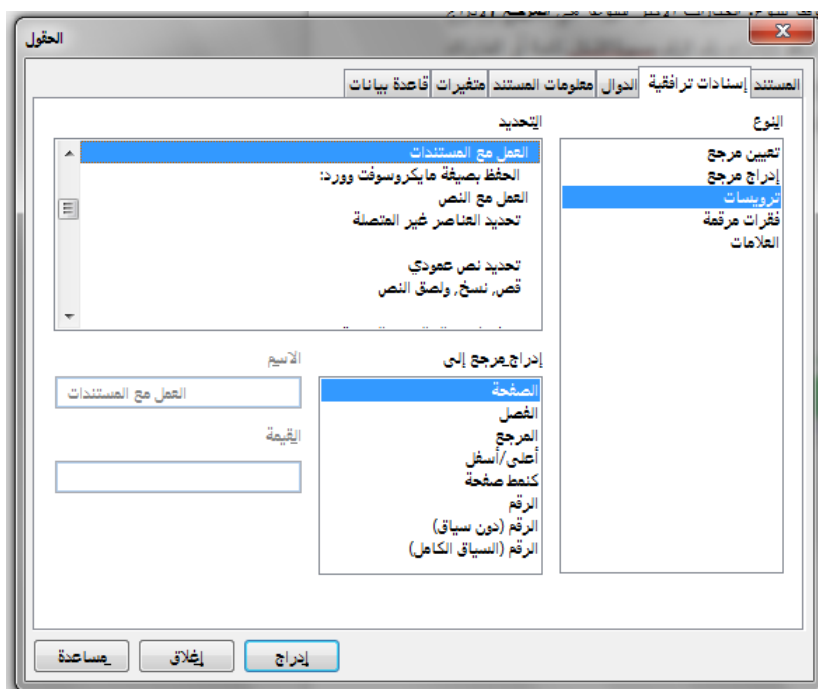 الحقول
المستند إسنادات ترافقية الدوال معلومات المستند متغيرات قاعدة بيانات
النوع
تعيين مرجع
إدراج مرجع
ترويسات
فقرات مرقمة
العلامات
التحديد
العمل مع المستندات
الحفظ بصيغة مايكروسوفت وورد:
العمل مع النص
تحديد العناصر غير المتصلة
تحديد نص عمودي
قص, نسخ, ولصق النص
إدراج مرجع إلى
الصفحة
الفصل
المرجع
أعلى/أسفل
كنمط صفحة
الرقم
الرقم (دون سياق)
الرقم (السياق الكامل)
الاسم
العمل مع المستندات
القيمة
إدراج إغلاق مساعدة